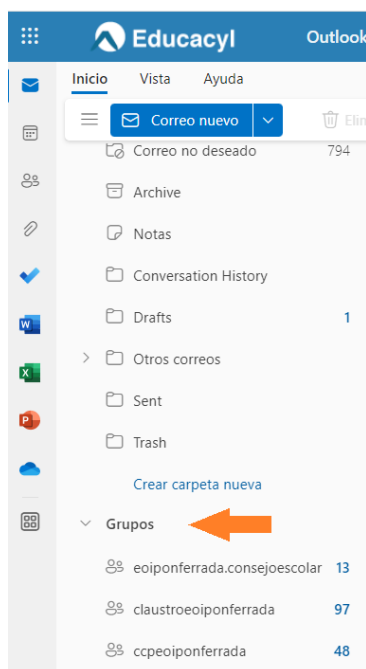 Educacyl Outlook
Inicio Vista Ayuda
Correo nuevo Elim
Correo no deseado 794
Archive
Notas
Conversation History
Drafts 1
Otros correos
Sent
Trash
Crear carpeta nueva
Grupos
eoiponferrada.consejoescolar 13
claustroeoiponferrada 97
ccpeoiponferrada 48